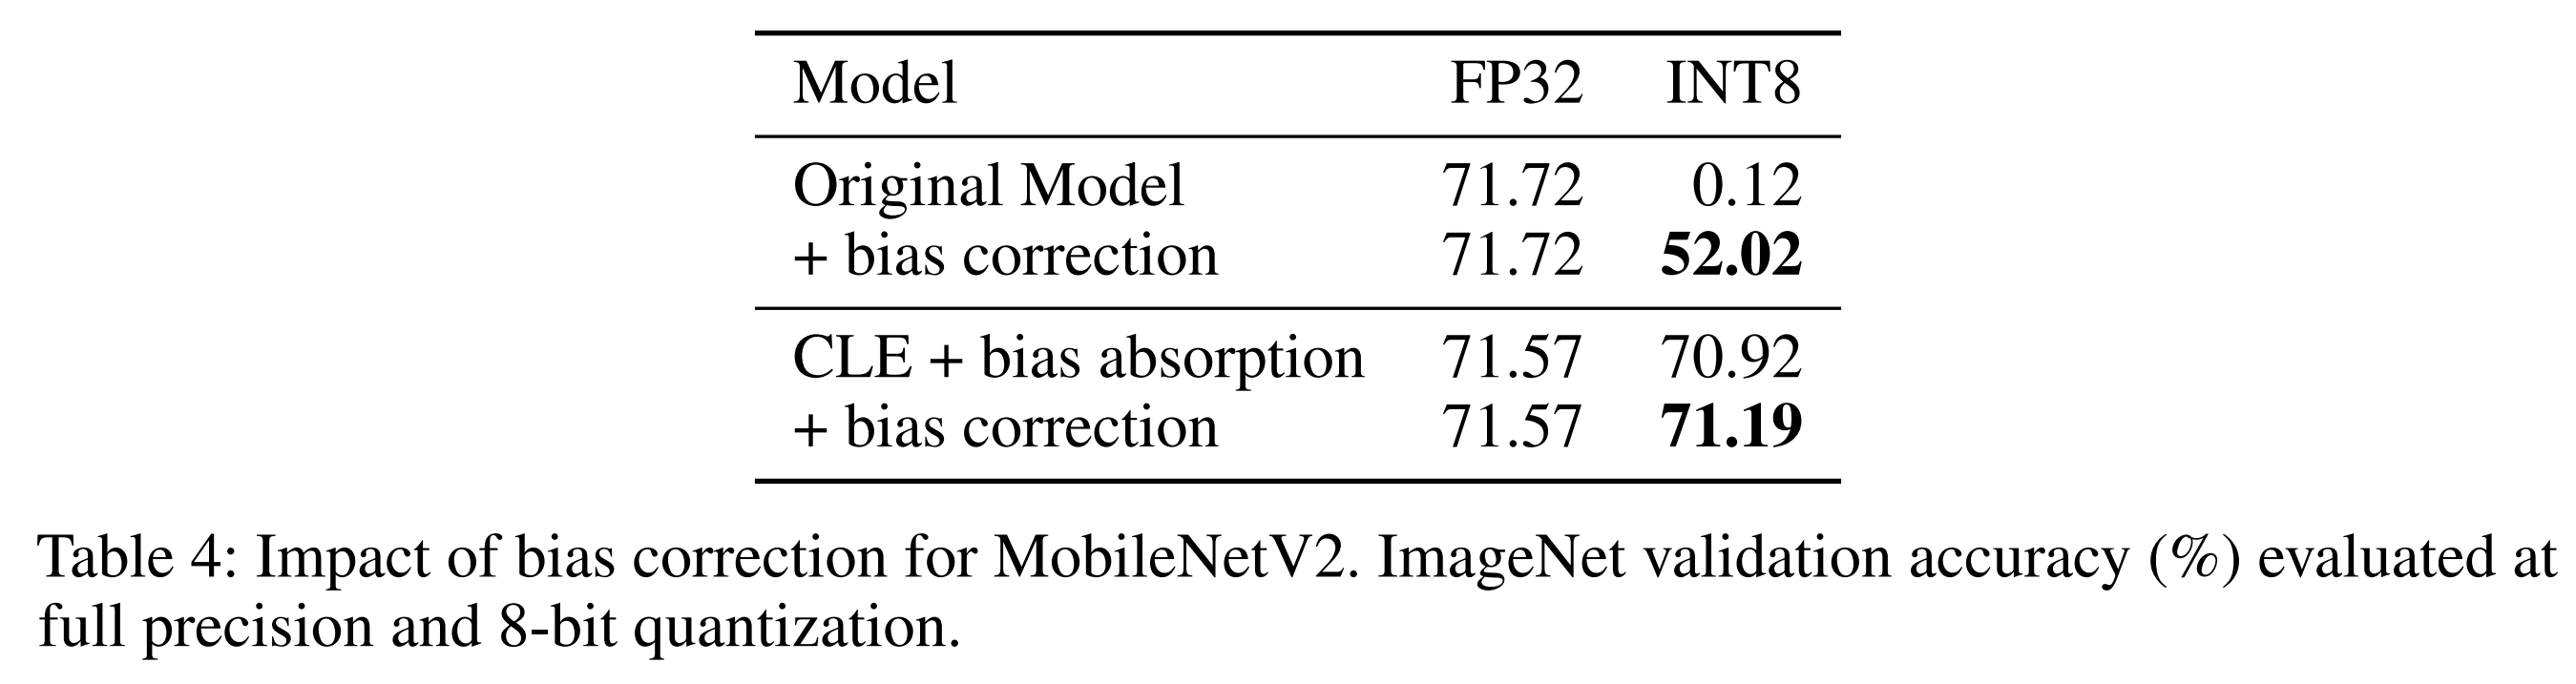 Model FP32 INT8
Original Model 71.72 0.12
+ bias correction 71.72 52.02
CLE + bias absorption 71.57 70.92
+ bias correction 71.57 71.19
Table 4: Impact of bias correction for MobileNetV2. ImageNet validation accuracy (%) evaluated at
full precision and 8-bit quantization.